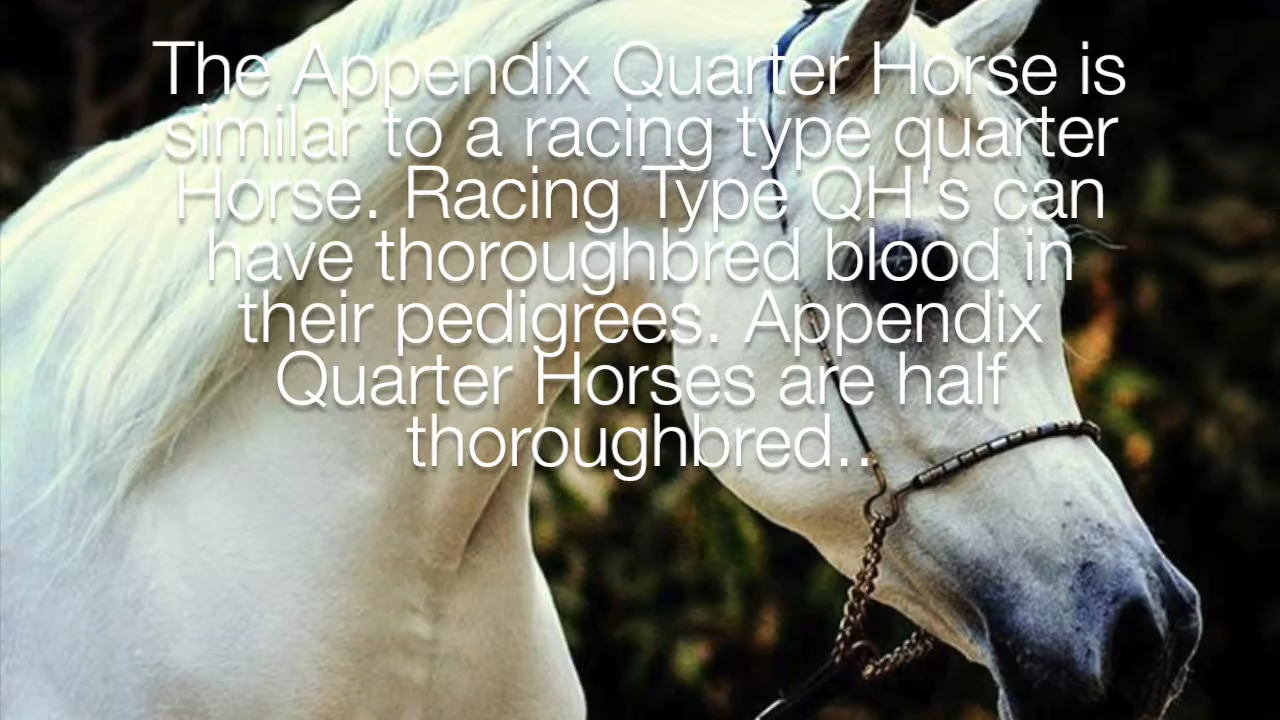 The Appendix Quarter Horse is
similar to a racing type quarter
Horse. Racing Type QH's can
have thoroughbred blood in
their pedigrees. Appendix
Quarter Horses are half
thoroughbred..